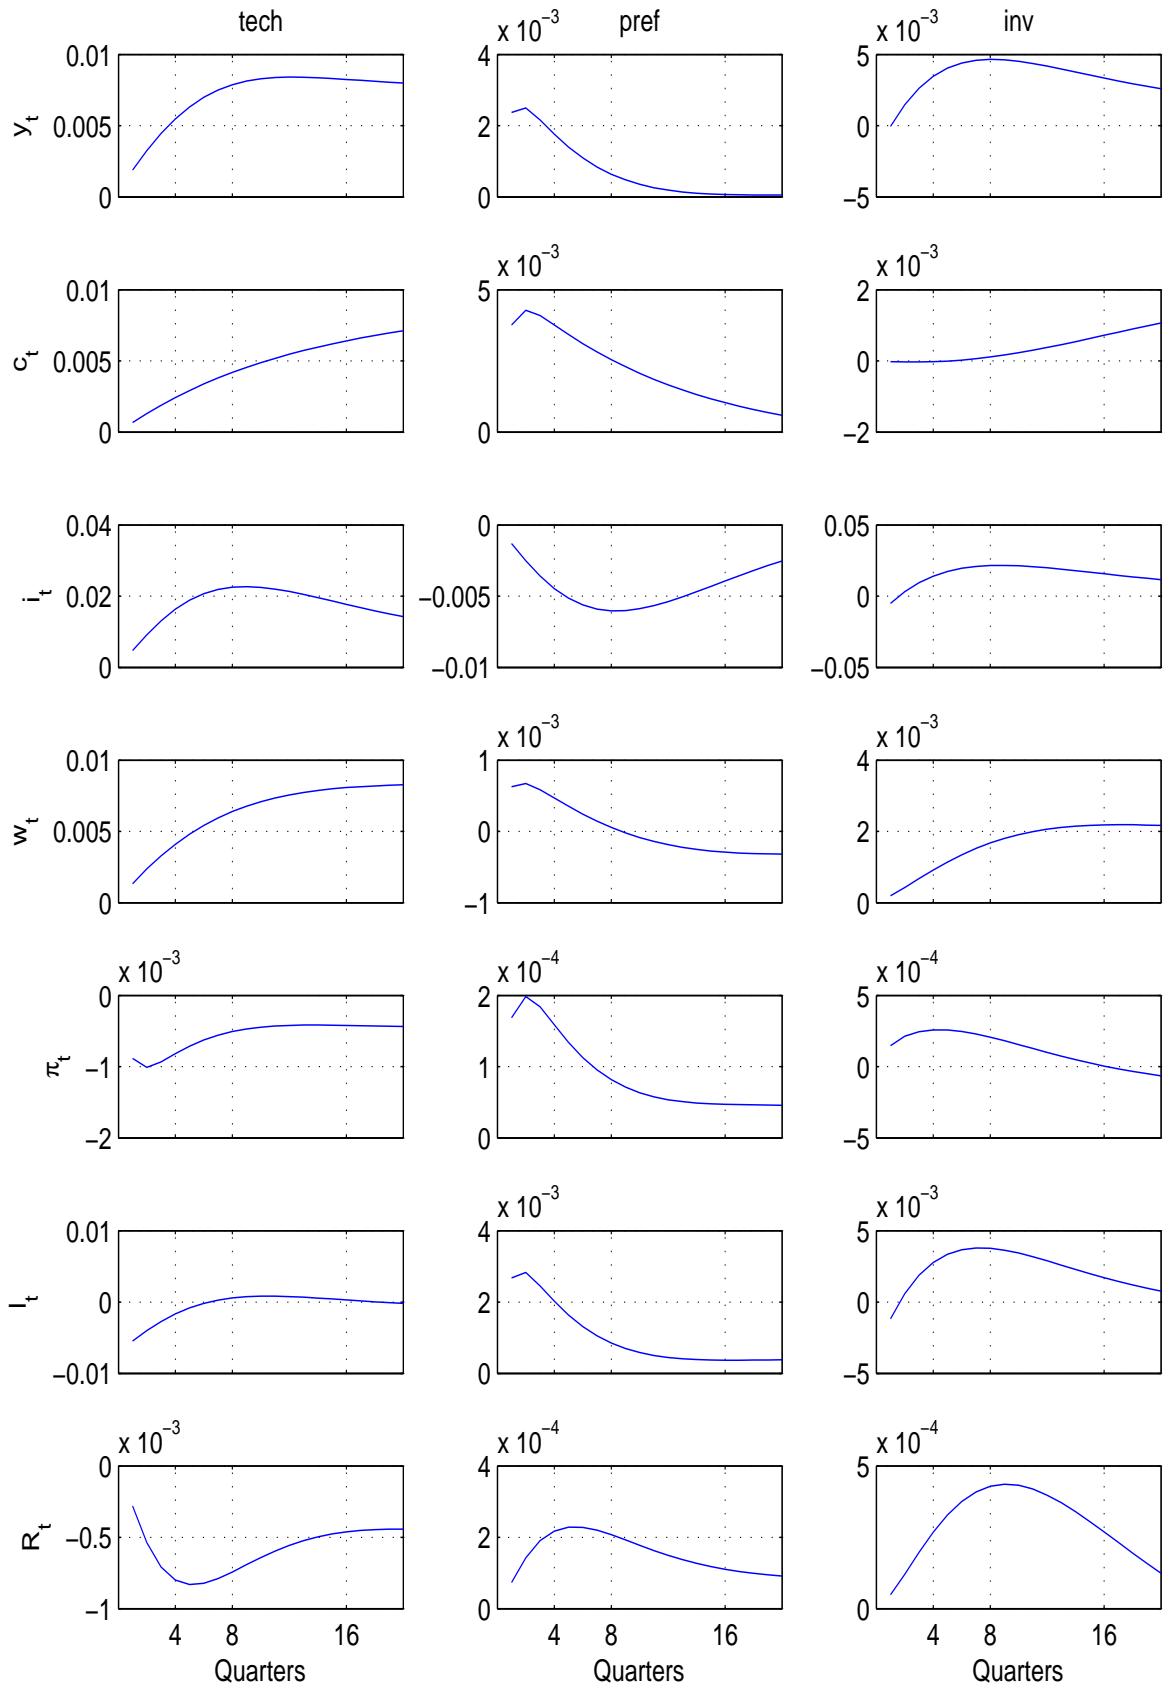 tech pref inv
x 10^-3 x 10^-3
0.01 4 5
y_t 0.005 2 0
0 0 −5
x 10^-3 x 10^-3
0.01 5 2
c_t 0.005 0
0 0 −2
0.04 0 0.05
i_t 0.02 −0.005 0
0 −0.01 −0.05
x 10^-3 x 10^-3
0.01 1 4
w_t 0.005 0 2
0 −1 0
x 10^-3 x 10^-4 x 10^-4
0 2 5
π_t −1 1 0
−2 0 −5
x 10^-3 x 10^-3
0.01 4 5
l_t 0 2 0
−0.01 0 −5
x 10^-3 x 10^-4 x 10^-4
0 4 5
R_t −0.5 2
−1 0 0
4 8 16 4 8 16 4 8 16
Quarters Quarters Quarters